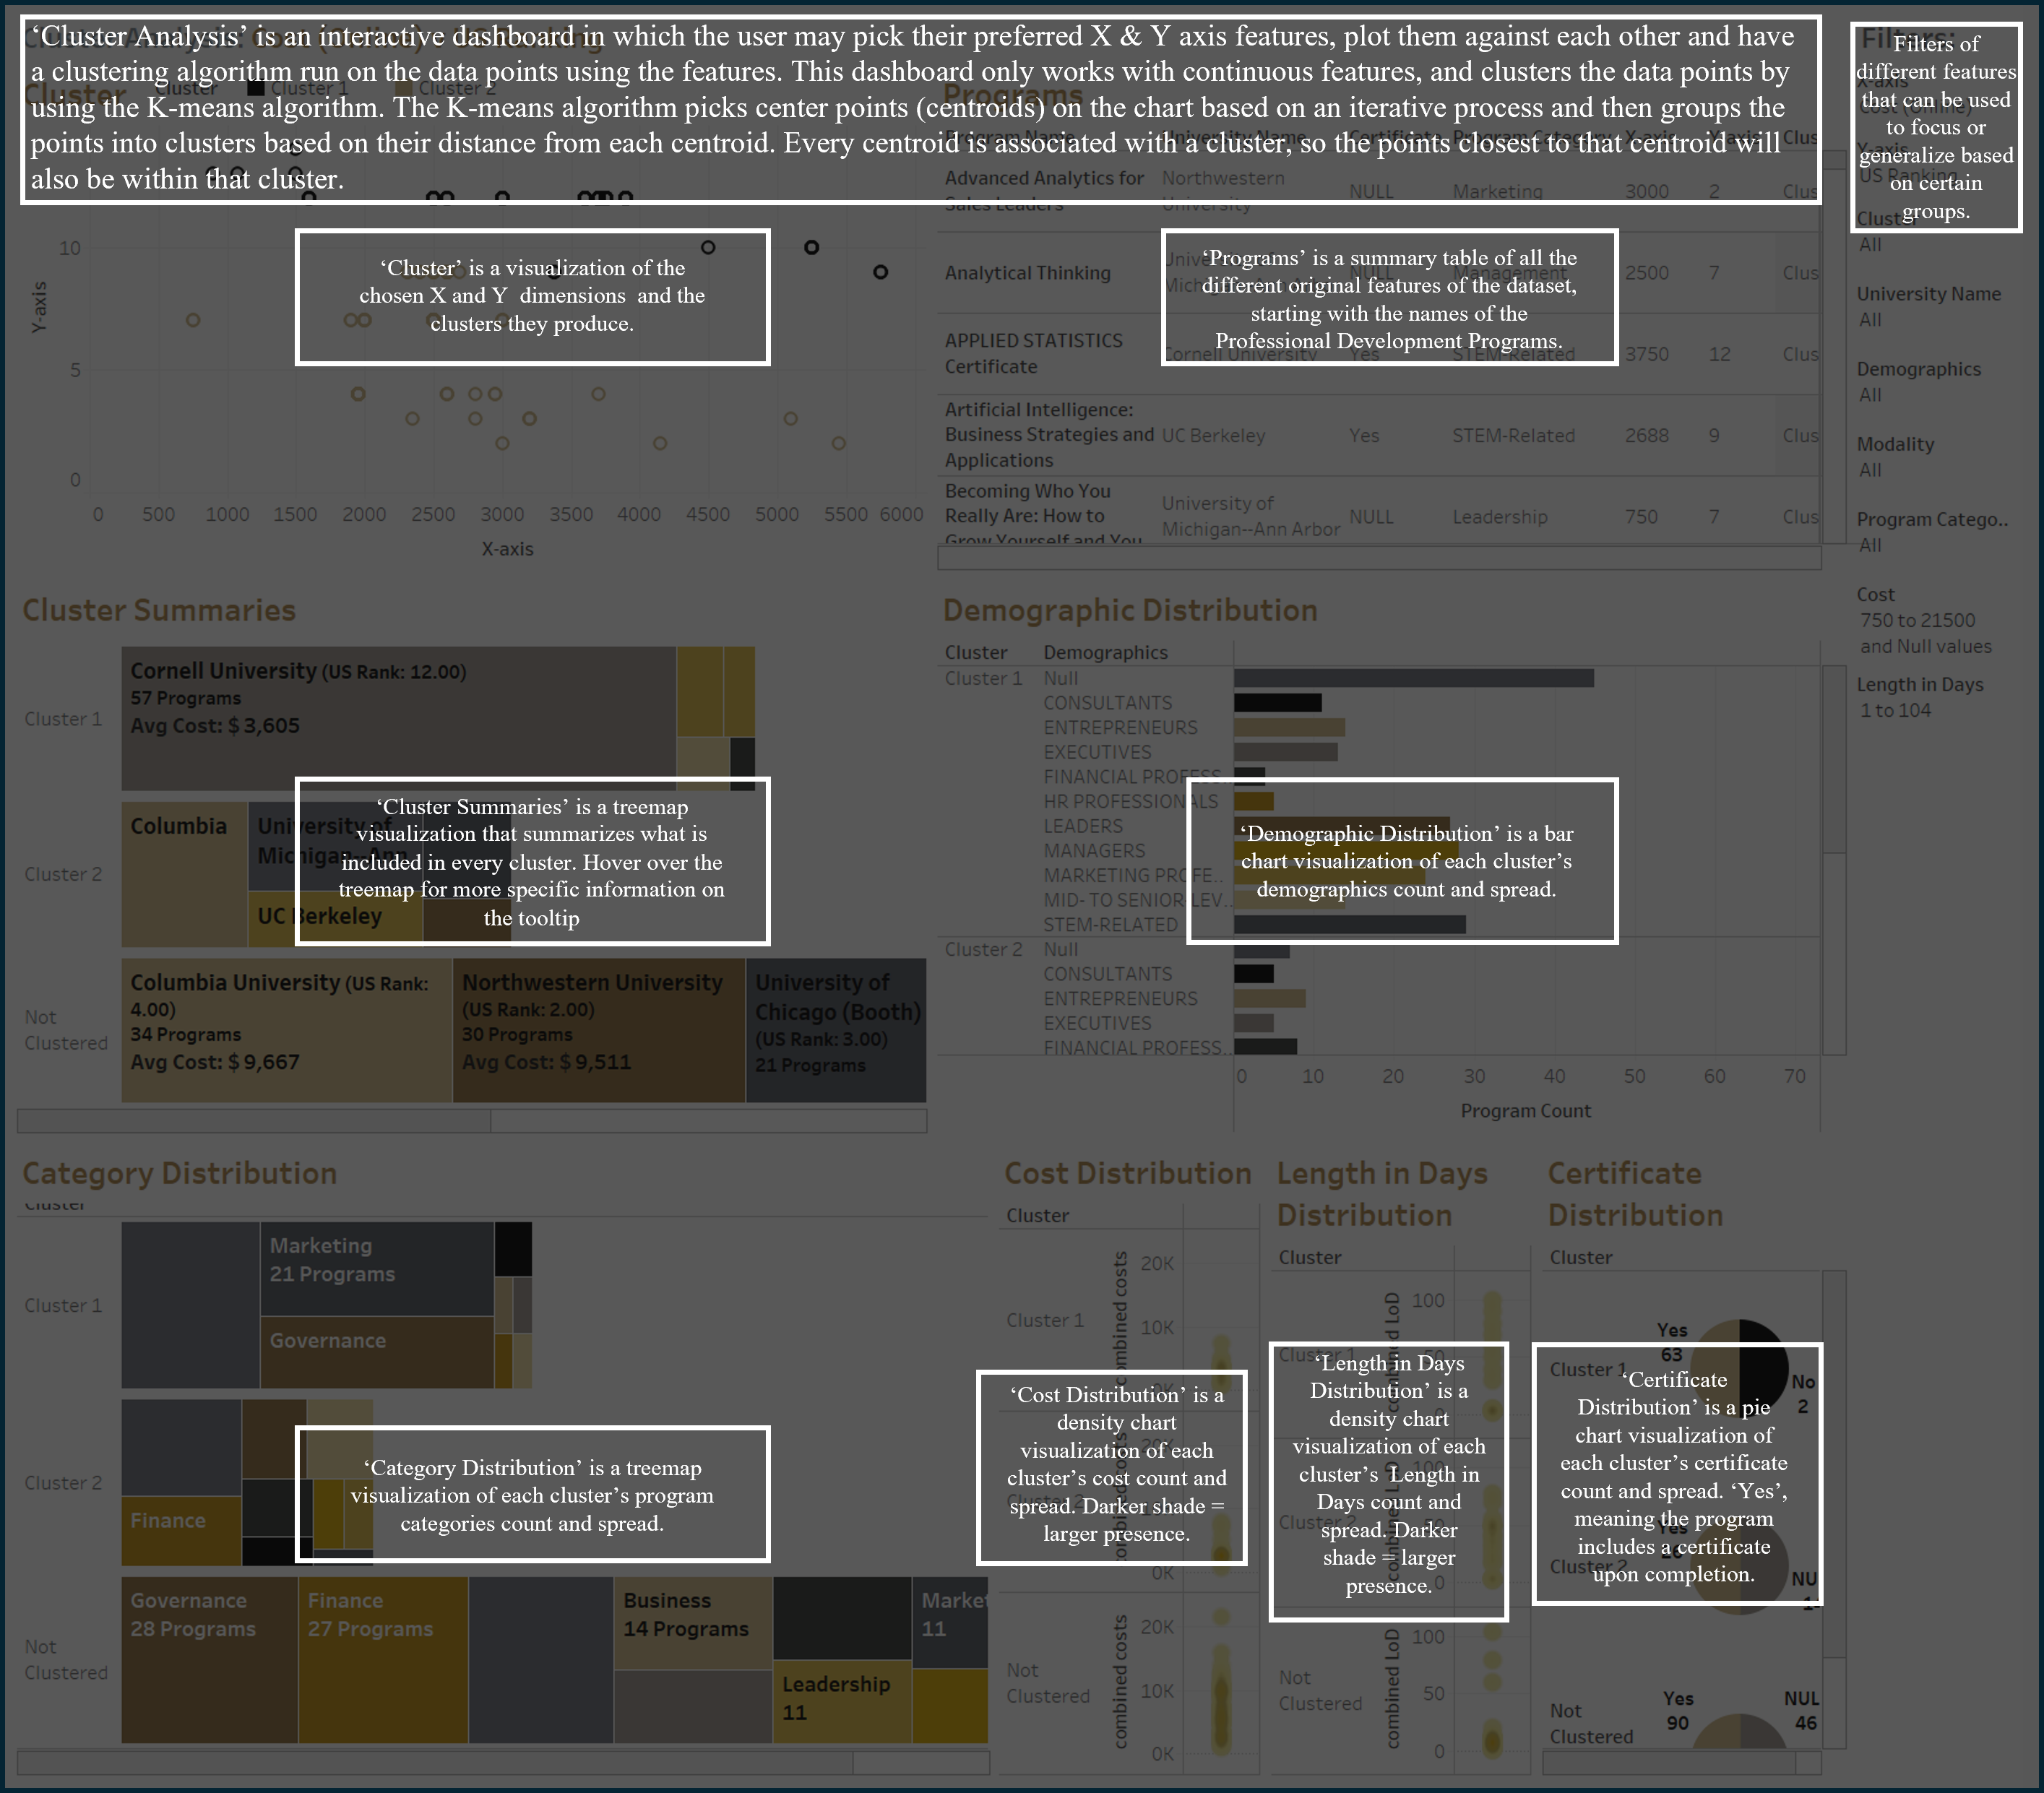 ‘Cluster Analysis’ is an interactive dashboard in which the user may pick their preferred X & Y axis features, plot them against each other and have
a clustering algorithm run on the data points using the features. This dashboard only works with continuous features, and clusters the data points by
using the K-means algorithm. The K-means algorithm picks center points (centroids) on the chart based on an iterative process and then groups the
points into clusters based on their distance from each centroid. Every centroid is associated with a cluster, so the points closest to that centroid will
also be within that cluster.
Filters:
Filters of
different features
that can be used
to focus or
generalize based
on certain
groups.
Cluster
Cluster Cluster 1 Cluster 2
‘Cluster’ is a visualization of the
chosen X and Y dimensions and the
clusters they produce.
Y-axis
10
5
0
0 500 1000 1500 2000 2500 3000 3500 4000 4500 5000 5500 6000
X-axis
Programs
Program Name University Name Certificate Program Category X-axis Y-axis Clus
Advanced Analytics for
Sales Leaders
Northwestern
University
NULL Marketing 3000 2 Clus
‘Programs’ is a summary table of all the
different original features of the dataset,
starting with the names of the
Professional Development Programs.
Analytical Thinking
NULL Management 2500 7 Clus
APPLIED STATISTICS
Certificate
Cornell University Yes STEM-Related 3750 12 Clus
Artificial Intelligence:
Business Strategies and
Applications
UC Berkeley Yes STEM-Related 2688 9 Clus
Becoming Who You
Really Are: How to
Grow Yourself and You
University of
Michigan--Ann Arbor
NULL Leadership 750 7 Clus
X-axis
Cost (Online)
Y-axis
US Ranking
Cluster
All
University Name
All
Demographics
All
Modality
All
Program Catego..
All
Cost
750 to 21500
and Null values
Length in Days
1 to 104
Cluster Summaries
Cluster 1
Cornell University (US Rank: 12.00)
57 Programs
Avg Cost: $ 3,605
‘Cluster Summaries’ is a treemap
visualization that summarizes what is
included in every cluster. Hover over the
treemap for more specific information on
the tooltip
Cluster 2
Columbia
University of
Michigan--Ann
UC Berkeley
Not
Clustered
Columbia University (US Rank:
4.00)
34 Programs
Avg Cost: $ 9,667
Northwestern University
(US Rank: 2.00)
30 Programs
Avg Cost: $ 9,511
University of
Chicago (Booth)
(US Rank: 3.00)
21 Programs
Demographic Distribution
Cluster Demographics
Cluster 1 Null
CONSULTANTS
ENTREPRENEURS
EXECUTIVES
FINANCIAL PROFESS..
HR PROFESSIONALS
LEADERS
MANAGERS
MARKETING PROFE..
MID- TO SENIOR-LEV..
STEM-RELATED
‘Demographic Distribution’ is a bar
chart visualization of each cluster’s
demographics count and spread.
Cluster 2 Null
CONSULTANTS
ENTREPRENEURS
EXECUTIVES
FINANCIAL PROFESS..
0 10 20 30 40 50 60 70
Program Count
Category Distribution
Cluster
Cluster 1
Marketing
21 Programs
Governance
Cluster 2
Finance
‘Category Distribution’ is a treemap
visualization of each cluster’s program
categories count and spread.
Not
Clustered
Governance
28 Programs
Finance
27 Programs
Business
14 Programs
Leadership
11
Market
11
Cost Distribution
Cluster
Cluster 1
combined costs
20K
10K
‘Cost Distribution’ is a
density chart
visualization of each
cluster’s cost count and
spread. Darker shade =
larger presence.
0K
Not
Clustered
combined costs
20K
10K
0K
Length in Days
Distribution
Cluster
Cluster 1
combined LoD
100
‘Length in Days
Distribution’ is a
density chart
visualization of each
cluster’s Length in
Days count and
spread. Darker
shade = larger
presence.
Cluster 2
Not
Clustered
combined LoD
100
50
0
Certificate
Distribution
Cluster
Cluster 1
Yes
63
No
2
‘Certificate
Distribution’ is a pie
chart visualization of
each cluster’s certificate
count and spread. ‘Yes’,
meaning the program
includes a certificate
upon completion.
Cluster 2
Yes
NU
Not
Clustered
Yes
90
NUL
46